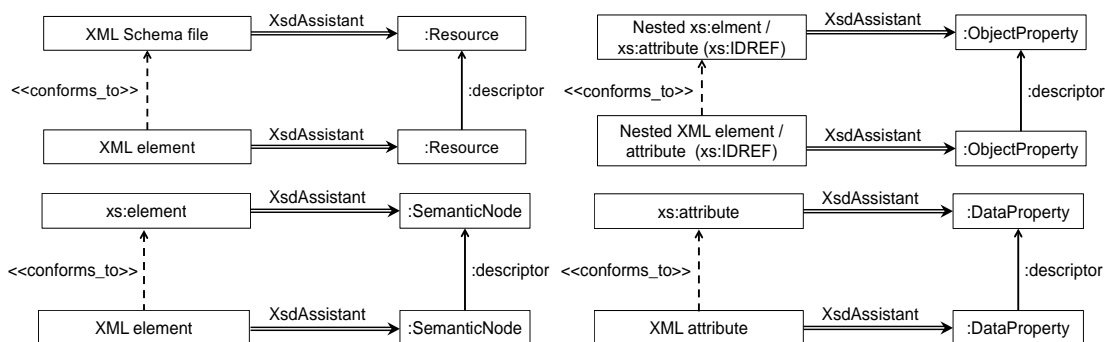 XML Schema file
XsdAssistant
:Resource
<<conforms_to>>
:descriptor
XML element
XsdAssistant
:Resource
Nested xs:elment /
xs:attribute (xs:IDREF)
XsdAssistant
:ObjectProperty
<<conforms_to>>
:descriptor
Nested XML element /
attribute (xs:IDREF)
XsdAssistant
:ObjectProperty
xs:element
XsdAssistant
:SemanticNode
<<conforms_to>>
:descriptor
XML element
XsdAssistant
:SemanticNode
xs:attribute
XsdAssistant
:DataProperty
<<conforms_to>>
:descriptor
XML attribute
XsdAssistant
:DataProperty